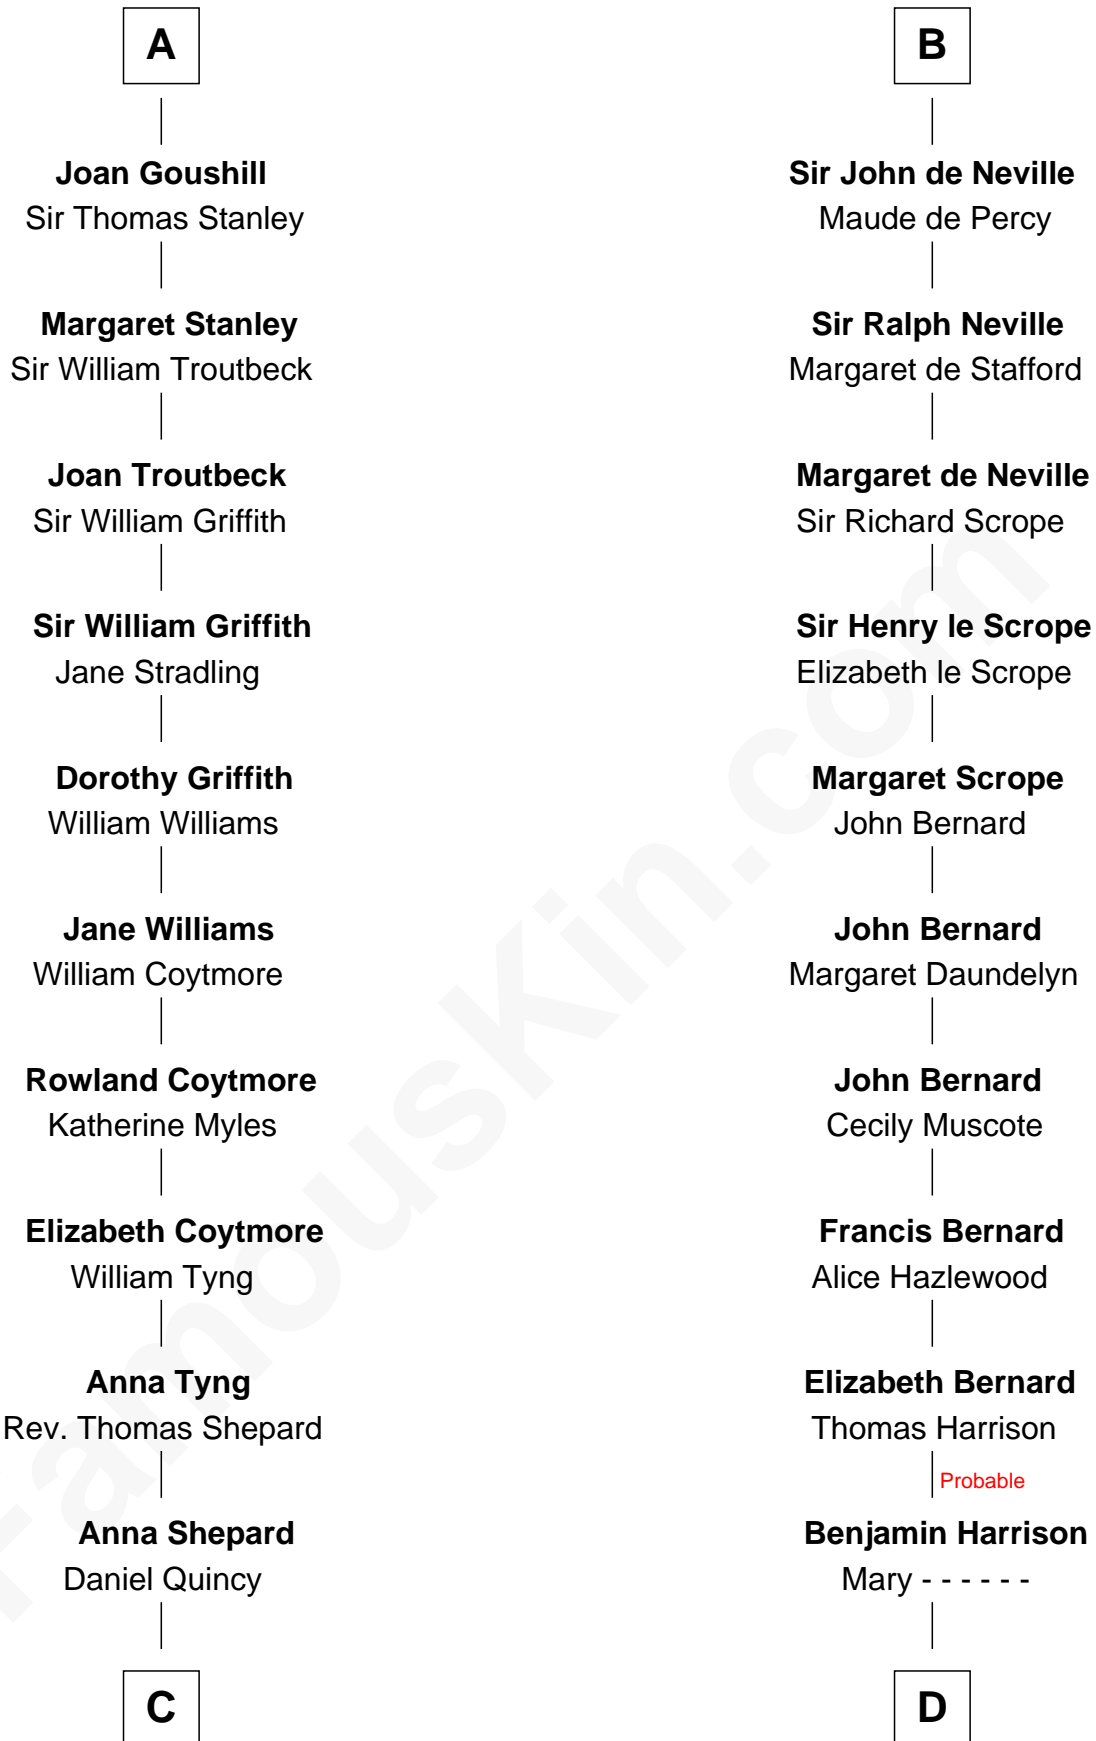 A
Joan Goushill
Sir Thomas Stanley
Margaret Stanley
Sir William Troutbeck
Joan Troutbeck
Sir William Griffith
Sir William Griffith
Jane Stradling
Dorothy Griffith
William Williams
Jane Williams
William Coytmore
Rowland Coytmore
Katherine Myles
Elizabeth Coytmore
William Tyng
Anna Tyng
Rev. Thomas Shepard
Anna Shepard
Daniel Quincy
C
B
Sir John de Neville
Maude de Percy
Sir Ralph Neville
Margaret de Stafford
Margaret de Neville
Sir Richard Scrope
Sir Henry le Scrope
Elizabeth le Scrope
Margaret Scrope
John Bernard
John Bernard
Margaret Daundelyn
John Bernard
Cecily Muscote
Francis Bernard
Alice Hazlewood
Elizabeth Bernard
Thomas Harrison
Probable
Benjamin Harrison
Mary - - - - - -
D
FamousKin.com